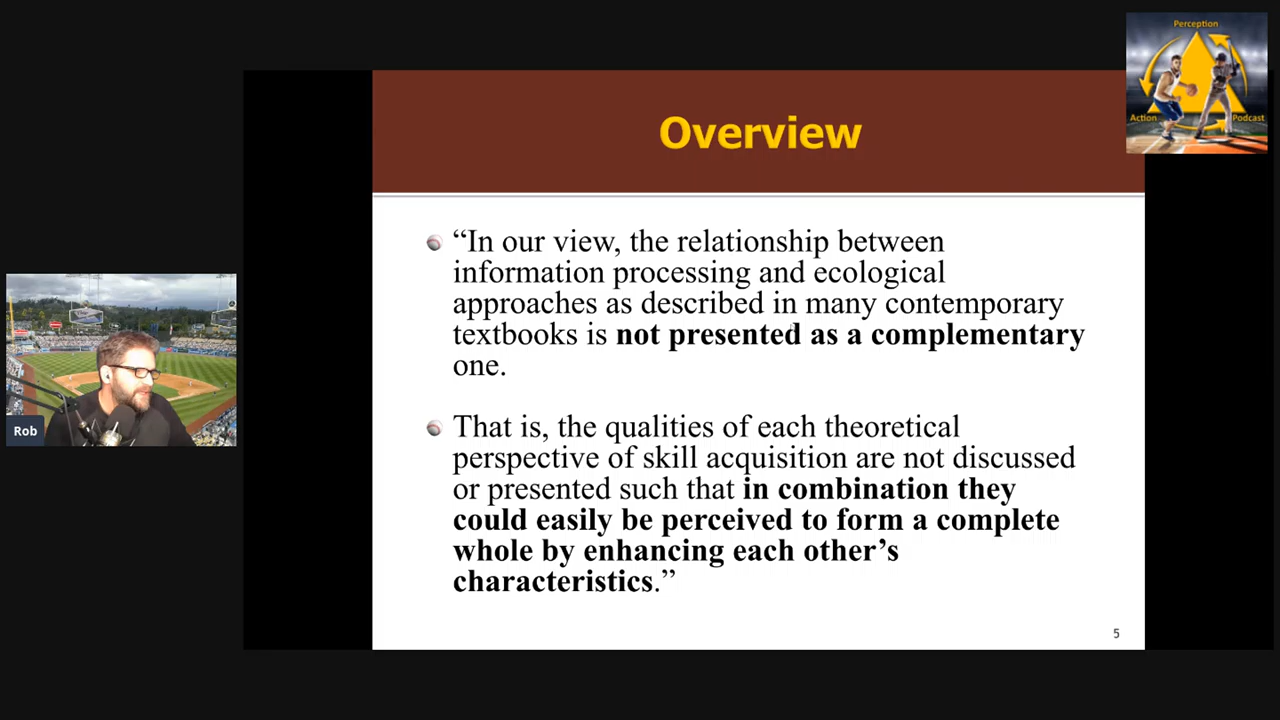 Perception
Action
Podcast
Overview
“In our view, the relationship between
information processing and ecological
approaches as described in many contemporary
textbooks is not presented as a complementary
one.
That is, the qualities of each theoretical
perspective of skill acquisition are not discussed
or presented such that in combination they
could easily be perceived to form a complete
whole by enhancing each other’s
characteristics.”
5
Rob